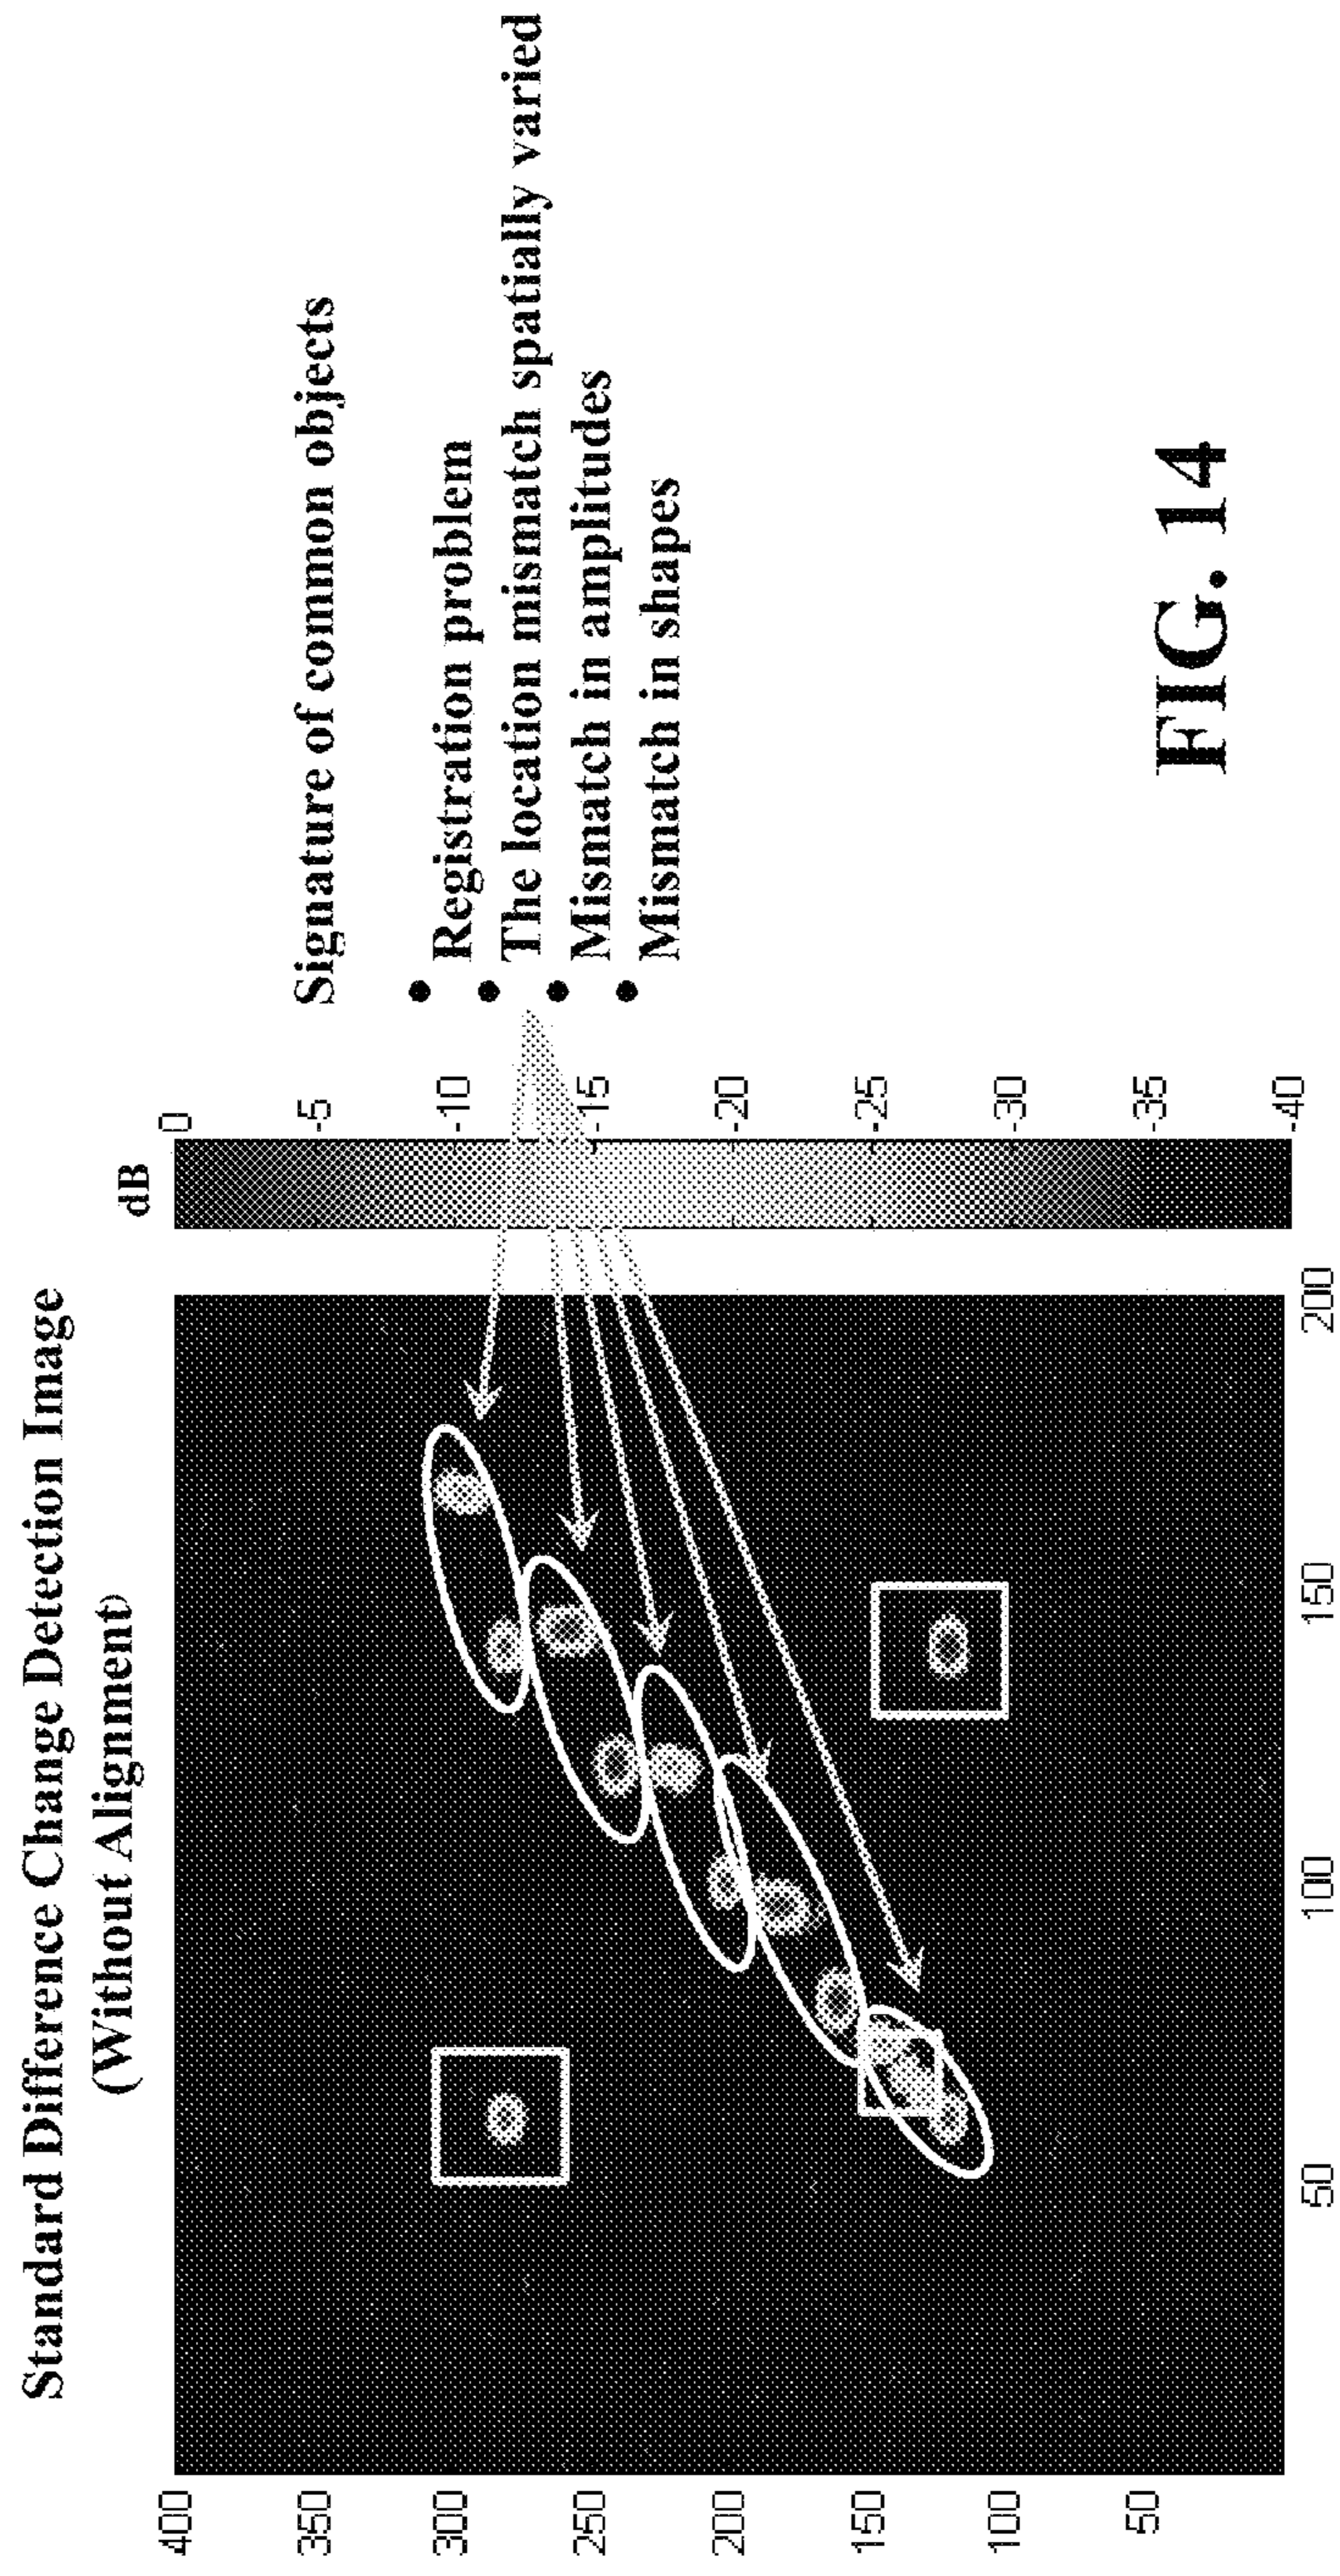 Standard Difference Change Detection Image
(Without Alignment)
400
350
300
250
200
150
100
50
50
100
150
200
dB
0
-5
-10
-15
-20
-25
-30
-35
-40
Signature of common objects
• Registration problem
• The location mismatch spatially varied
• Mismatch in amplitudes
• Mismatch in shapes
FIG. 14